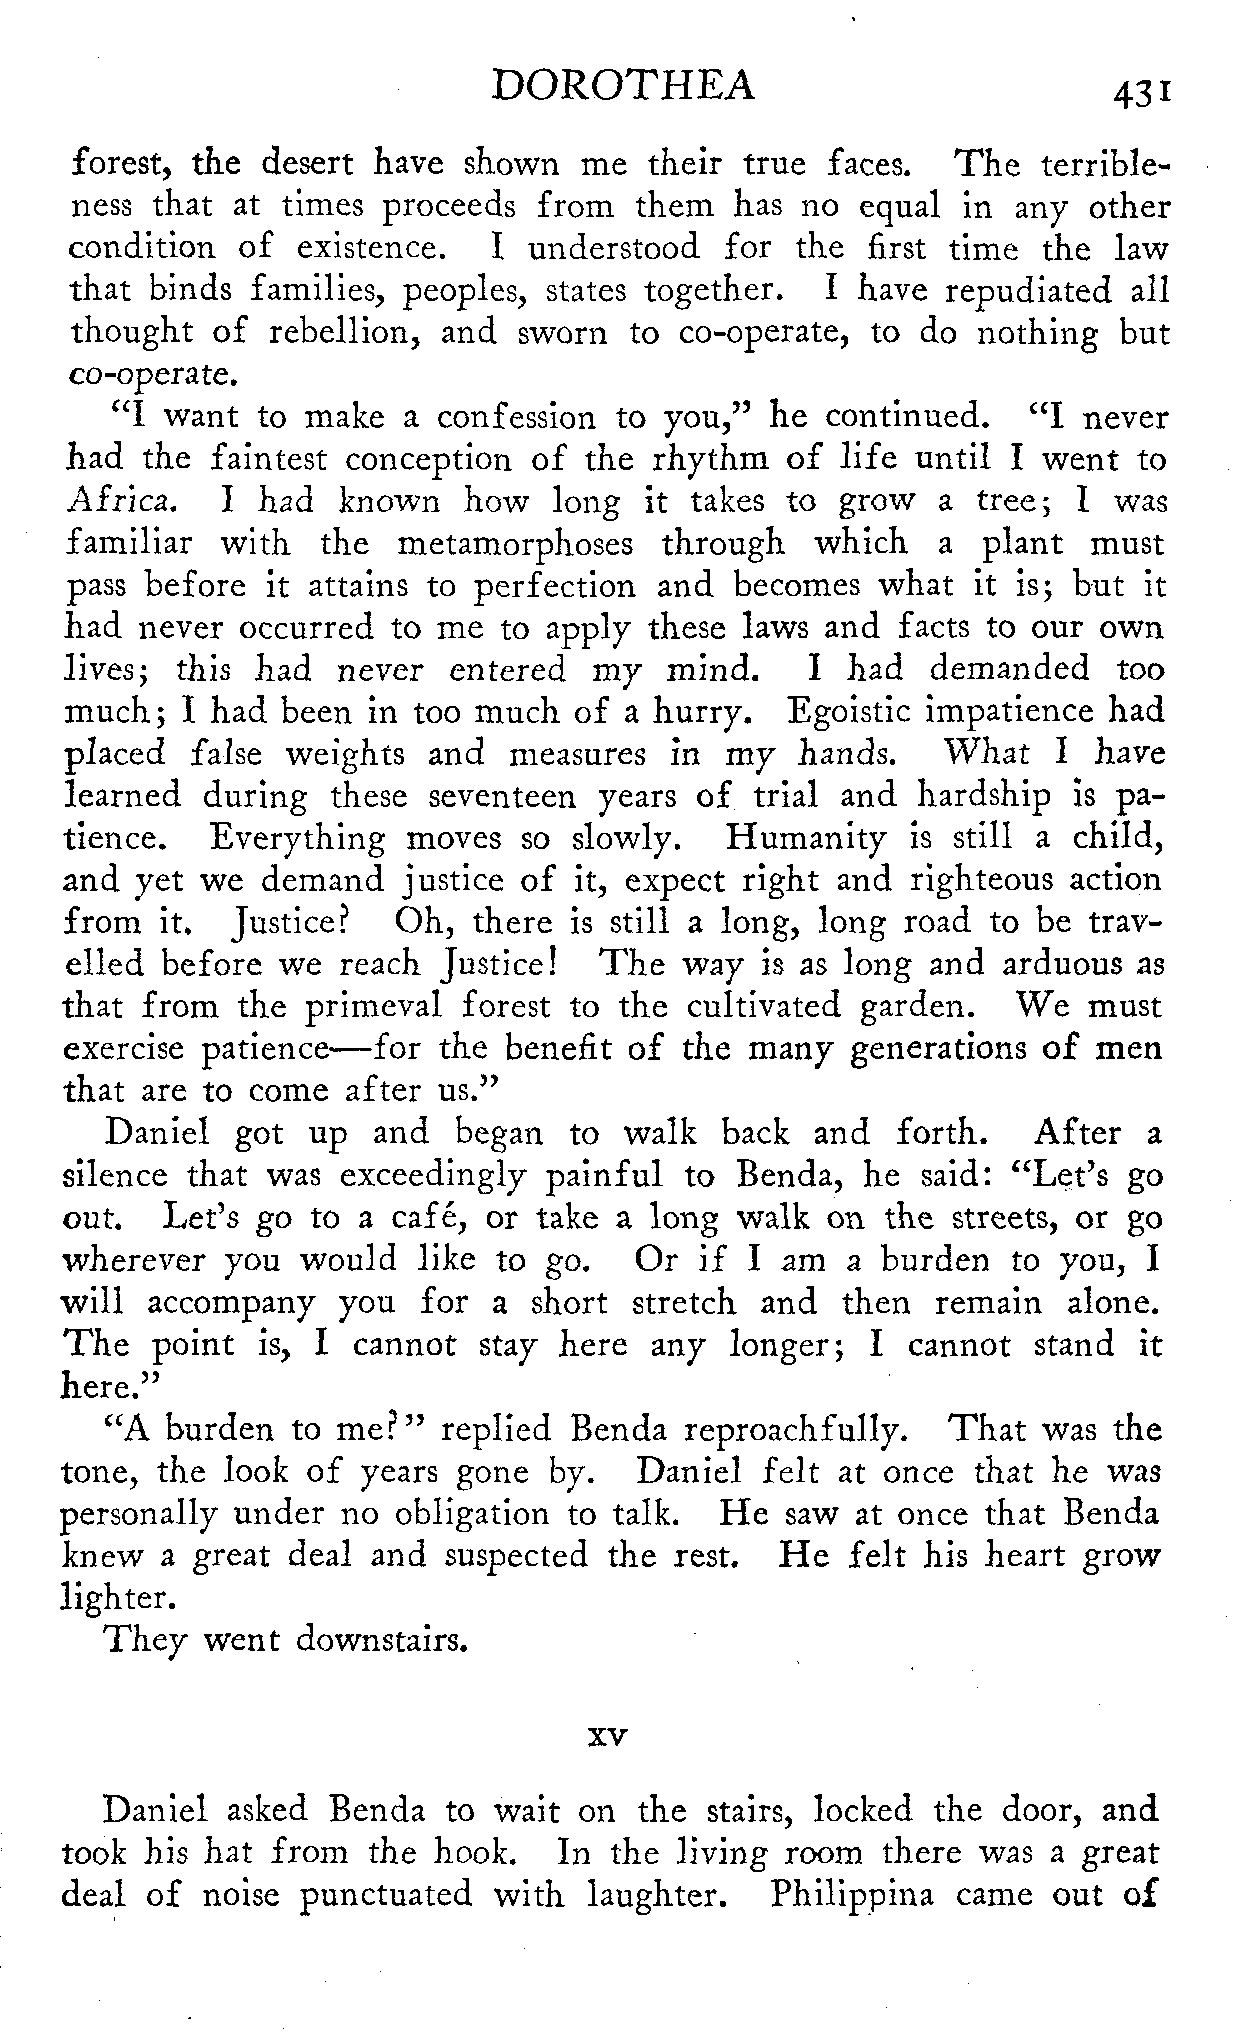 DOROTHEA 431
forest, the desert have shown me their true faces. The terrible-
ness that at times proceeds from them has no equal in any other
condition of existence. I understood for the first time the law
that binds families, peoples, states together. I have repudiated all
thought of rebellion, and sworn to co-operate, to do nothing but
co-operate.
“I want to make a confession to you,” he continued. “I never
had the faintest conception of the rhythm of life until I went to
Africa. I had known how long it takes to grow a tree; I was
familiar with the metamorphoses through which a plant must
pass before it attains to perfection and becomes what it is; but it
had never occurred to me to apply these laws and facts to our own
lives; this had never entered my mind. I had demanded too
much; I had been in too much of a hurry. Egoistic impatience had
placed false weights and measures in my hands. What I have
learned during these seventeen years of trial and hardship is pa-
tience. Everything moves so slowly. Humanity is still a child,
and yet we demand justice of it, expect right and righteous action
from it. Justice? Oh, there is still a long, long road to be trav-
elled before we reach Justice! The way is as long and arduous as
that from the primeval forest to the cultivated garden. We must
exercise patience—for the benefit of the many generations of men
that are to come after us.”
Daniel got up and began to walk back and forth. After a
silence that was exceedingly painful to Benda, he said: “Let’s go
out. Let’s go to a café, or take a long walk on the streets, or go
wherever you would like to go. Or if I am a burden to you, I
will accompany you for a short stretch and then remain alone.
The point is, I cannot stay here any longer; I cannot stand it
here.”
“A burden to me?” replied Benda reproachfully. That was the
tone, the look of years gone by. Daniel felt at once that he was
personally under no obligation to talk. He saw at once that Benda
knew a great deal and suspected the rest. He felt his heart grow
lighter.
They went downstairs.
XV
Daniel asked Benda to wait on the stairs, locked the door, and
took his hat from the hook. In the living room there was a great
deal of noise punctuated with laughter. Philippina came out of